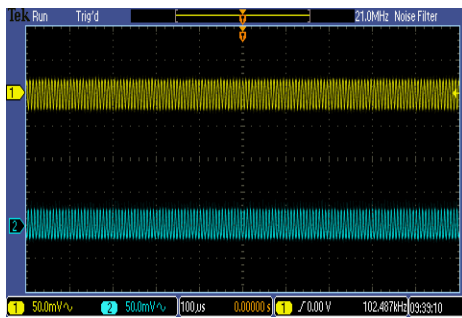 Tek Run Trig'd 21.0MHz Noise Filter
1
2
1 50.0mV∿ 2 50.0mV∿ 100µs 0.00000 s 1 ∫ 0.00 V 102.487kHz 09:39:10